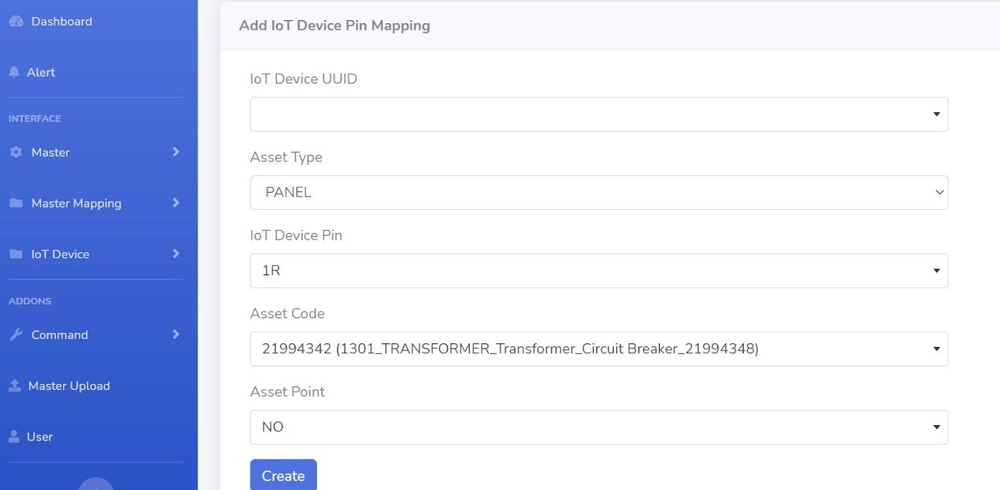 Dashboard
Alert
INTERFACE
Master
Master Mapping
IoT Device
ADDONS
Command
Master Upload
User
Add IoT Device Pin Mapping
IoT Device UUID
Asset Type
PANEL
IoT Device Pin
1R
Asset Code
21994342 (1301_TRANSFORMER_Transformer_Circuit Breaker_21994348)
Asset Point
NO
Create